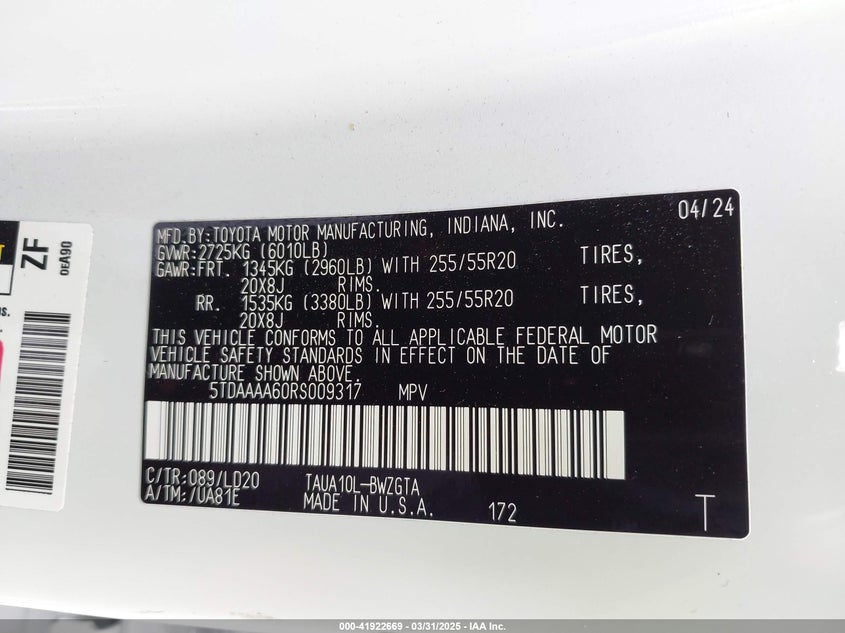 04/24
MFD.BY:TOYOTA MOTOR MANUFACTURING, INDIANA, INC.
GVWR:2725KG (6010LB)
GAWR:FRT. 1345KG (2960LB) WITH 255/55R20 TIRES,
20X8J RIMS.
RR. 1535KG (3380LB) WITH 255/55R20 TIRES,
20X8J RIMS.
THIS VEHICLE CONFORMS TO ALL APPLICABLE FEDERAL MOTOR
VEHICLE SAFETY STANDARDS IN EFFECT ON THE DATE OF
MANUFACTURE SHOWN ABOVE.
5TDAAAA60RS009317 MPV
C/TR:089/LD20 TAUA10L-BWZGTA
A/TM:/UA81E MADE IN U.S.A. 172
T
ZF
0EA90
000-41922669 - 03/31/2025 - IAA Inc.